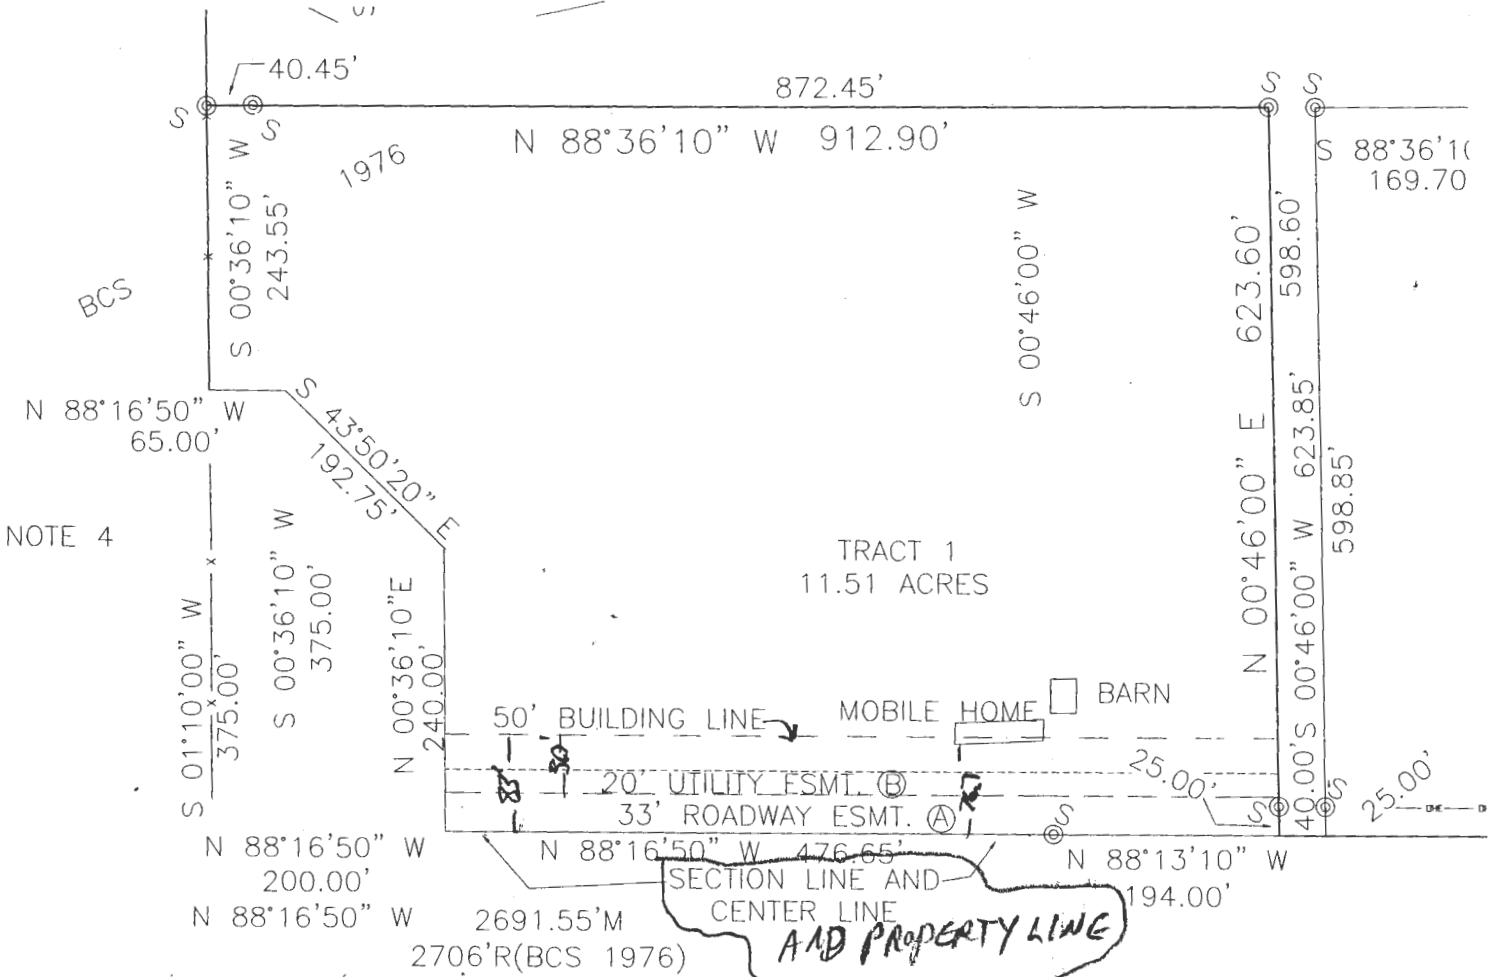 40.45'
872.45'
S
S
S
S
N 88°36'10" W 912.90'
S 88°36'1
169.70
1976
S 00°36'10" W
243.55'
BCS
S 00°46'00" W
N 00°46'00" E 623.60'
598.60'
N 88°16'50" W
65.00'
S 43°50'20" E
192.75'
S 00°46'00" W 623.85'
598.85'
NOTE 4
S 01°10'00" W
375.00'
S 00°36'10" W
375.00'
N 00°36'10"E
240.00'
TRACT 1
11.51 ACRES
BARN
MOBILE HOME
50' BUILDING LINE
50
20' UTILITY ESMT. B
33' ROADWAY ESMT. A
25.00'
40.00'
S
S
S
25.00'
N 88°16'50" W
200.00'
N 88°16'50" W 476.65'
N 88°13'10" W
194.00'
SECTION LINE AND
CENTER LINE
AND PROPERTY LINE
N 88°16'50" W 2691.55'M
2706'R(BCS 1976)